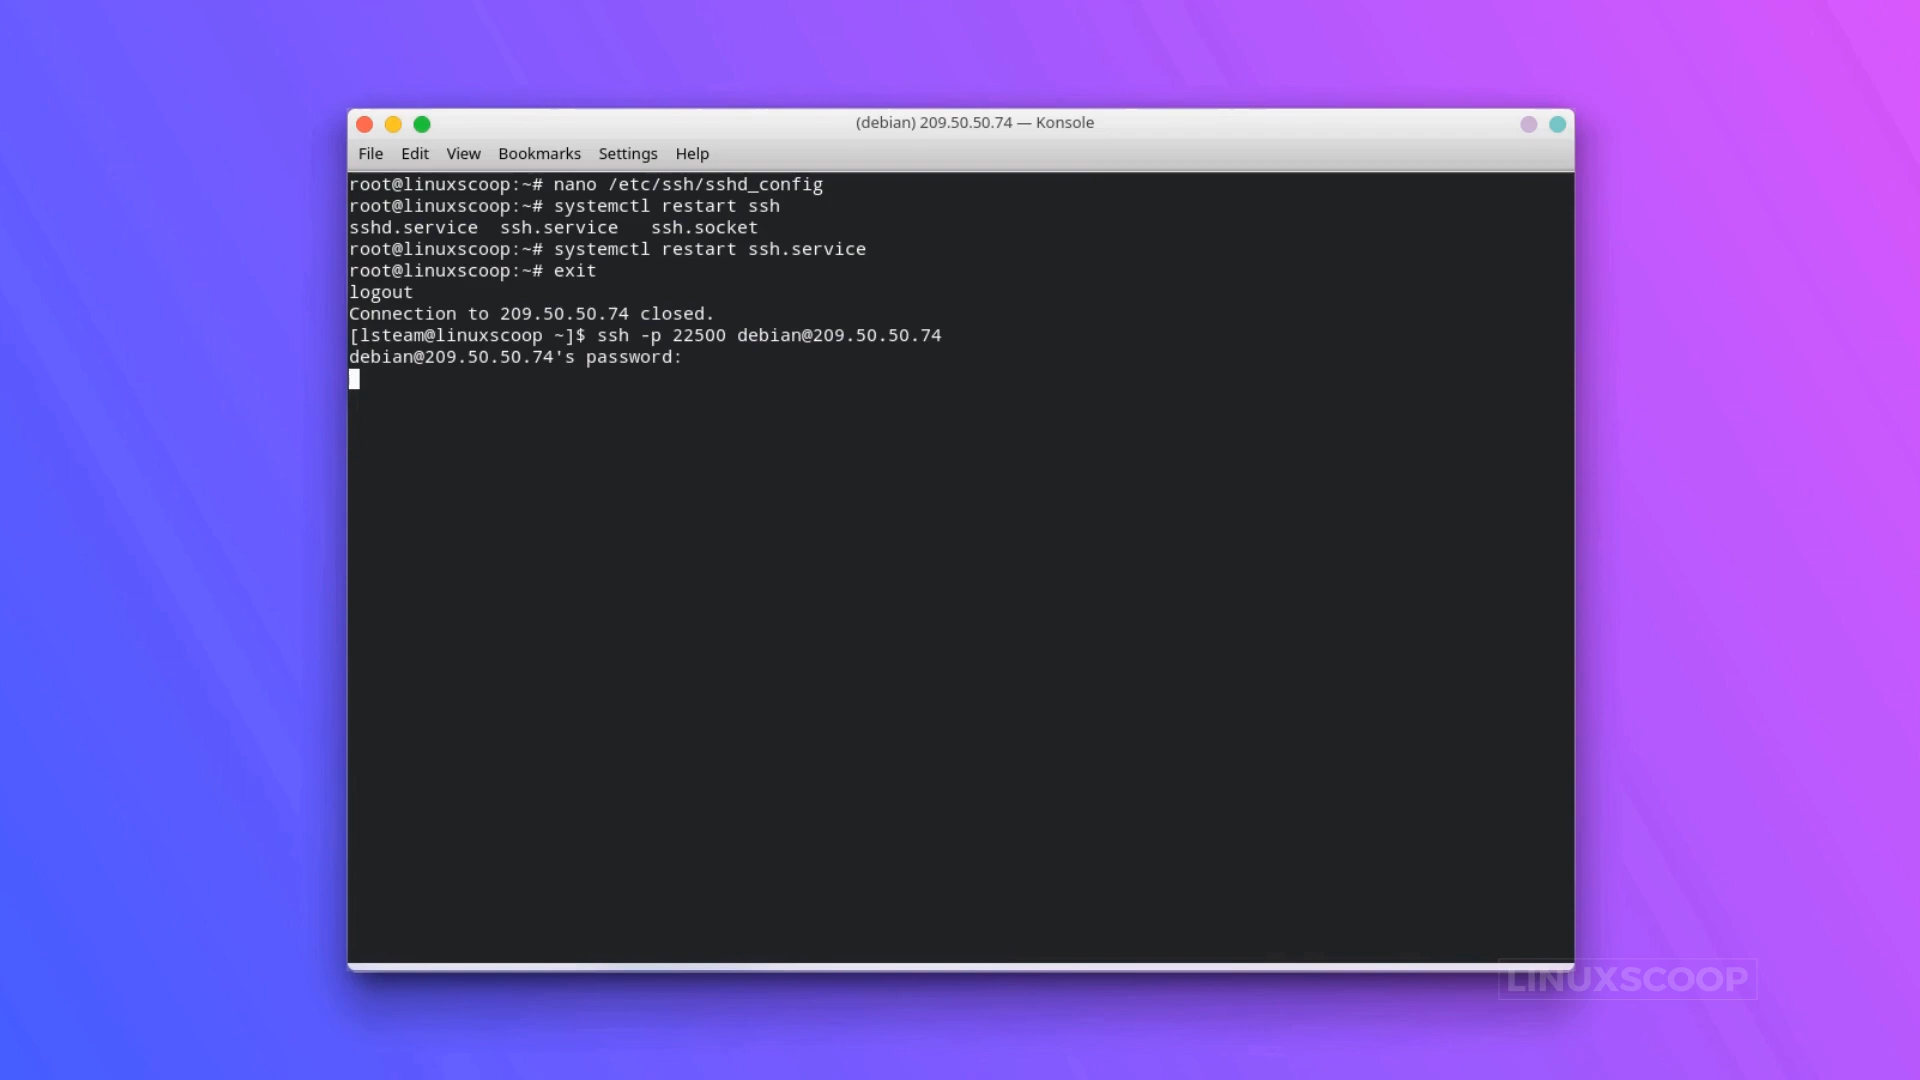 (debian) 209.50.50.74 — Konsole
File Edit View Bookmarks Settings Help
root@linuxscoop:~# nano /etc/ssh/sshd_config
root@linuxscoop:~# systemctl restart ssh
sshd.service  ssh.service   ssh.socket
root@linuxscoop:~# systemctl restart ssh.service
root@linuxscoop:~# exit
logout
Connection to 209.50.50.74 closed.
[lsteam@linuxscoop ~]$ ssh -p 22500 debian@209.50.50.74
debian@209.50.50.74's password:
LINUXSCOOP